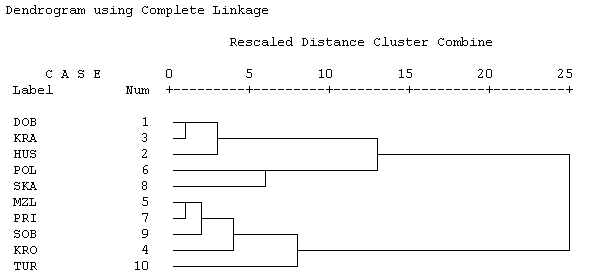 Dendrogram using Complete Linkage
Rescaled Distance Cluster Combine
C A S E 0 5 10 15 20 25
Label Num
DOB 1
KRA 3
HUS 2
POL 6
SKA 8
MZL 5
PRI 7
SOB 9
KRO 4
TUR 10